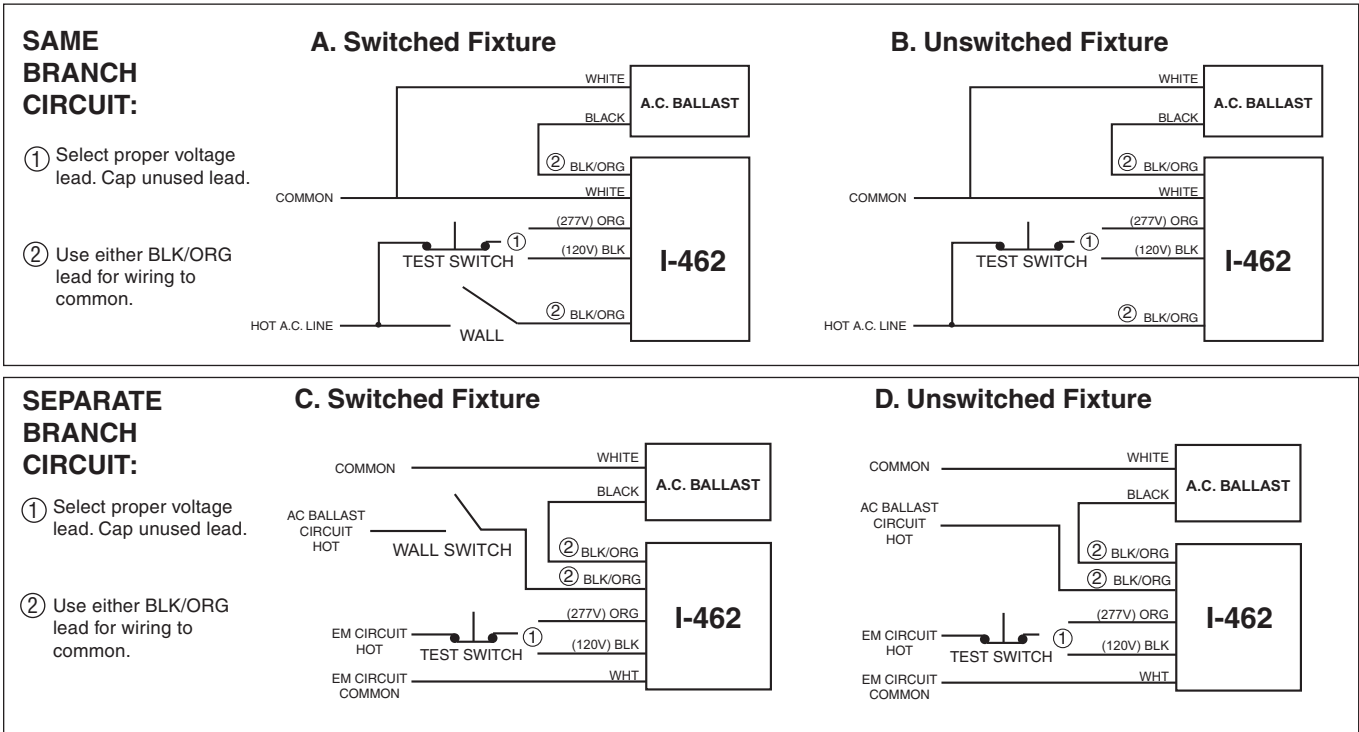 SAME
BRANCH
CIRCUIT:
① Select proper voltage
lead. Cap unused lead.
② Use either BLK/ORG
lead for wiring to
common.
A. Switched Fixture
WHITE
A.C. BALLAST
BLACK
② BLK/ORG
COMMON
WHITE
(277V) ORG
①
TEST SWITCH
(120V) BLK
I-462
② BLK/ORG
HOT A.C. LINE
WALL
B. Unswitched Fixture
WHITE
A.C. BALLAST
BLACK
② BLK/ORG
COMMON
WHITE
(277V) ORG
①
TEST SWITCH
(120V) BLK
I-462
② BLK/ORG
HOT A.C. LINE
SEPARATE
BRANCH
CIRCUIT:
① Select proper voltage
lead. Cap unused lead.
② Use either BLK/ORG
lead for wiring to
common.
C. Switched Fixture
COMMON
WHITE
A.C. BALLAST
BLACK
AC BALLAST
CIRCUIT
HOT
WALL SWITCH
② BLK/ORG
② BLK/ORG
I-462
(277V) ORG
EM CIRCUIT
HOT
①
TEST SWITCH
(120V) BLK
EM CIRCUIT
COMMON
WHT
D. Unswitched Fixture
COMMON
WHITE
A.C. BALLAST
BLACK
AC BALLAST
CIRCUIT
HOT
② BLK/ORG
② BLK/ORG
I-462
(277V) ORG
EM CIRCUIT
HOT
①
TEST SWITCH
(120V) BLK
EM CIRCUIT
COMMON
WHT